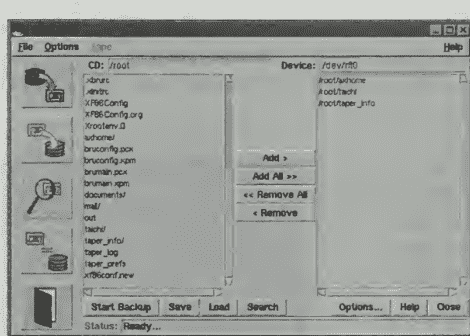 File Options Tape Help
CD: /root Device: /dev/rft0
.xbrurc
.xinitrc
XF86Config
XF86Config.org
Xrootenv.0
axhome/
bruconfig.pcx
bruconfig.xpm
brumain.pcx
brumain.xpm
documents/
mail/
out
tachi/
taper_info/
taper_log
taper_prefs
xf86conf.new
Add >
Add All >>
<< Remove All
< Remove
/root/axhome
/root/tachi
/root/taper_info
Start Backup Save Load Search Options... Help Close
Status: Ready...